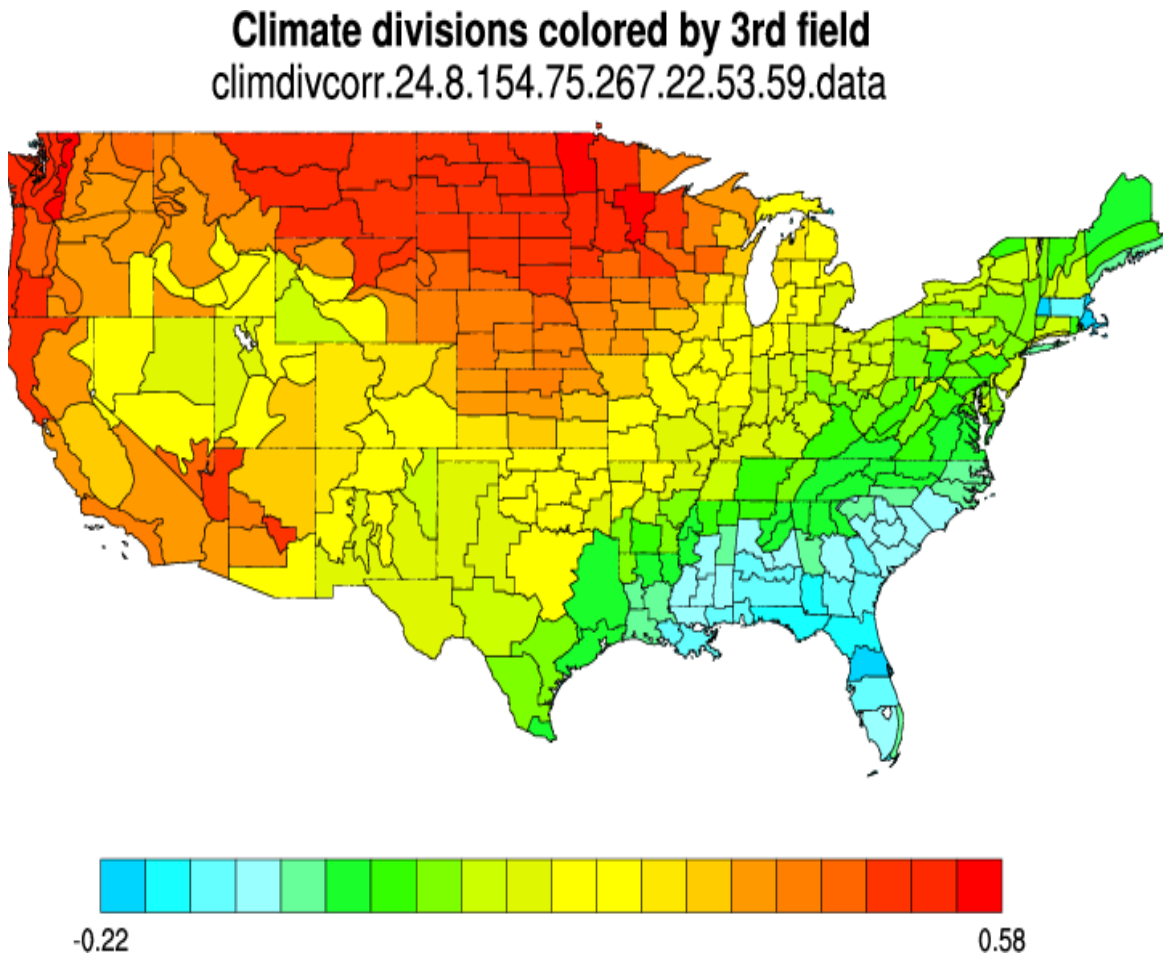 Climate divisions colored by 3rd field
climdivcorr.24.8.154.75.267.22.53.59.data
-0.22
0.58